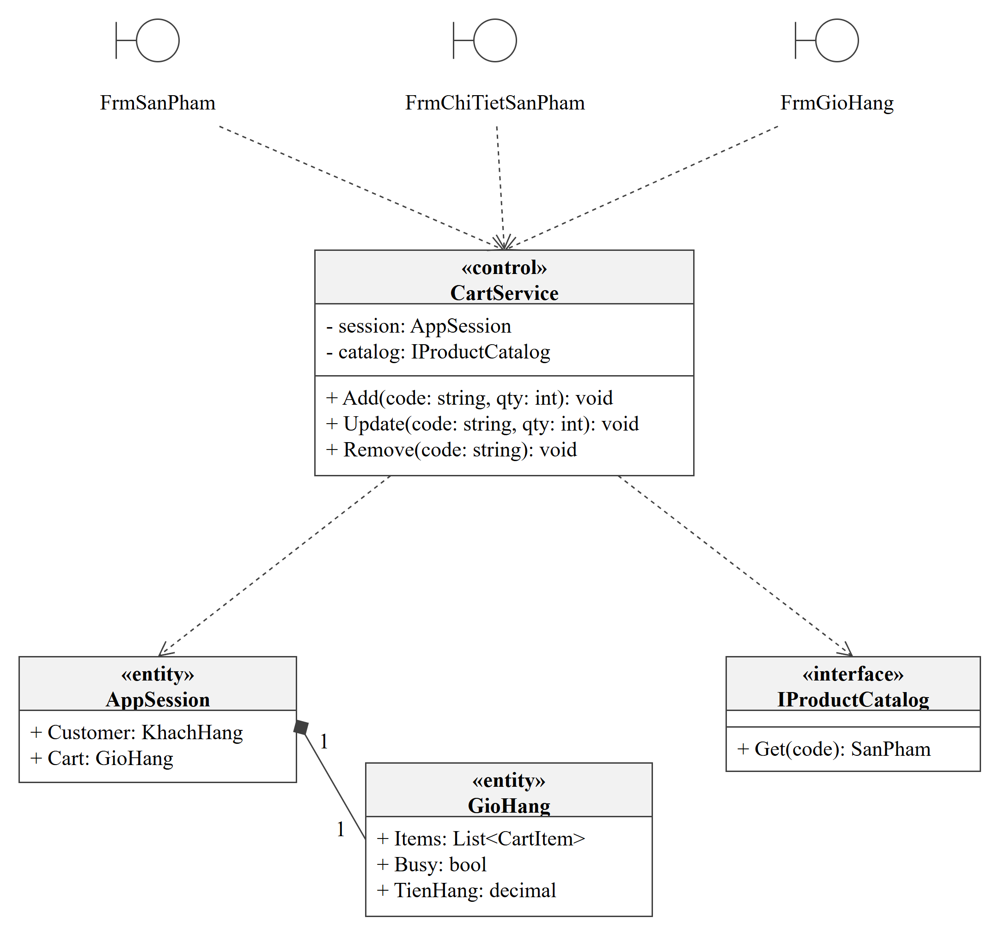 FrmSanPham
FrmChiTietSanPham
FrmGioHang
«control»
CartService
- session: AppSession
- catalog: IProductCatalog
+ Add(code: string, qty: int): void
+ Update(code: string, qty: int): void
+ Remove(code: string): void
«entity»
AppSession
+ Customer: KhachHang
+ Cart: GioHang
1
1
«entity»
GioHang
+ Items: List<CartItem>
+ Busy: bool
+ TienHang: decimal
«interface»
IProductCatalog
+ Get(code): SanPham